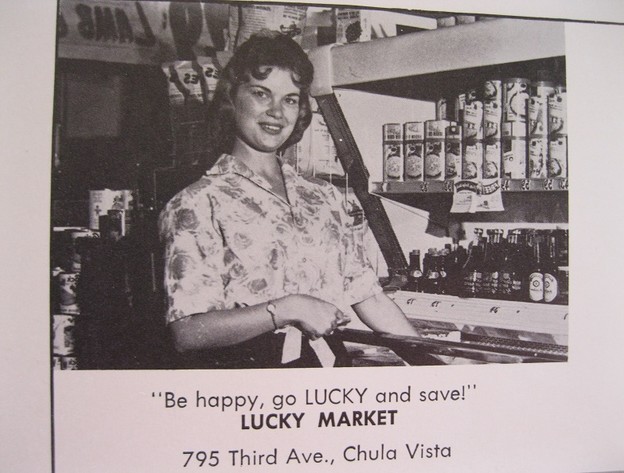 "Be happy, go LUCKY and save!"
LUCKY MARKET
795 Third Ave., Chula Vista